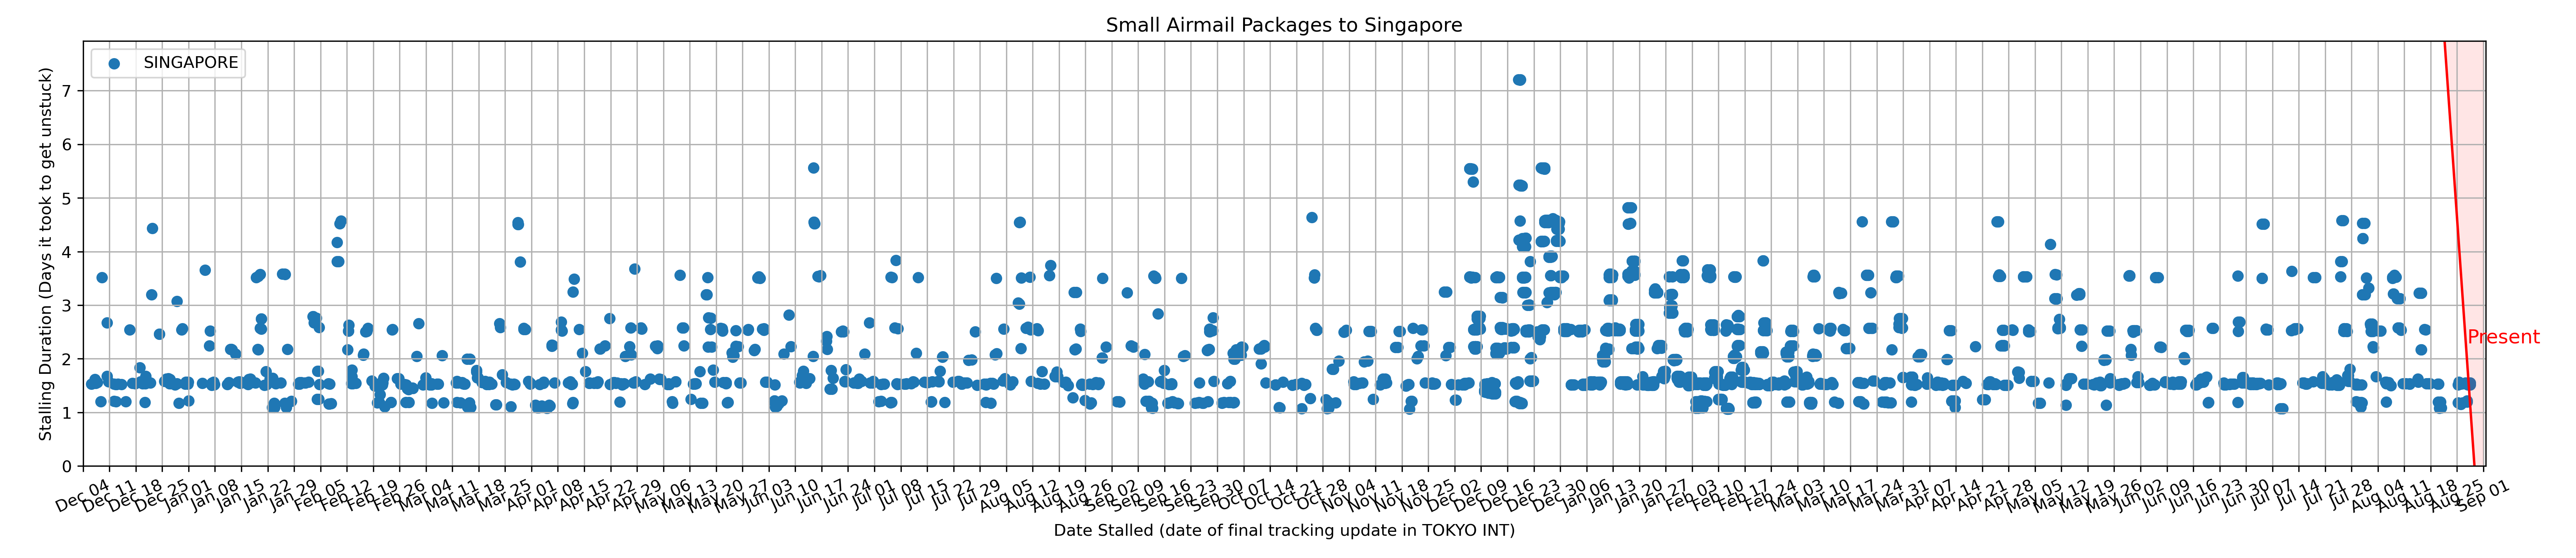 Small Airmail Packages to Singapore
SINGAPORE
Stalling Duration (Days it took to get unstuck)
7
6
5
4
3
2
1
0
Present
Dec 04 Dec 11 Dec 18 Dec 25 Jan 01 Jan 08 Jan 15 Jan 22 Jan 29 Feb 05 Feb 12 Feb 19 Feb 26 Mar 04 Mar 11 Mar 18 Mar 25 Apr 01 Apr 08 Apr 15 Apr 22 Apr 29 May 06 May 13 May 20 May 27 Jun 03 Jun 10 Jun 17 Jun 24 Jul 01 Jul 08 Jul 15 Jul 22 Jul 29 Aug 05 Aug 12 Aug 19 Aug 26 Sep 02 Sep 09 Sep 16 Sep 23 Sep 30 Oct 07 Oct 14 Oct 21 Oct 28 Nov 04 Nov 11 Nov 18 Nov 25 Dec 02 Dec 09 Dec 16 Dec 23 Dec 30 Jan 06 Jan 13 Jan 20 Jan 27 Feb 03 Feb 10 Feb 17 Feb 24 Mar 03 Mar 10 Mar 17 Mar 24 Mar 31 Apr 07 Apr 14 Apr 21 Apr 28 May 05 May 12 May 19 May 26 Jun 02 Jun 09 Jun 16 Jun 23 Jun 30 Jul 07 Jul 14 Jul 21 Jul 28 Aug 04 Aug 11 Aug 18 Aug 25 Sep 01
Date Stalled (date of final tracking update in TOKYO INT)